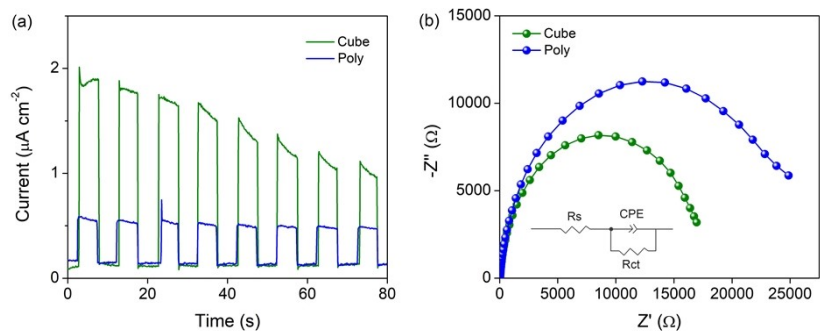 (a)
Cube
Poly
Current (μA cm-2)
2
1
0
0
20
40
60
80
Time (s)
(b)
Cube
Poly
-Z'' (Ω)
15000
10000
5000
0
Rs
CPE
Rct
0
5000
10000
15000
20000
25000
Z' (Ω)